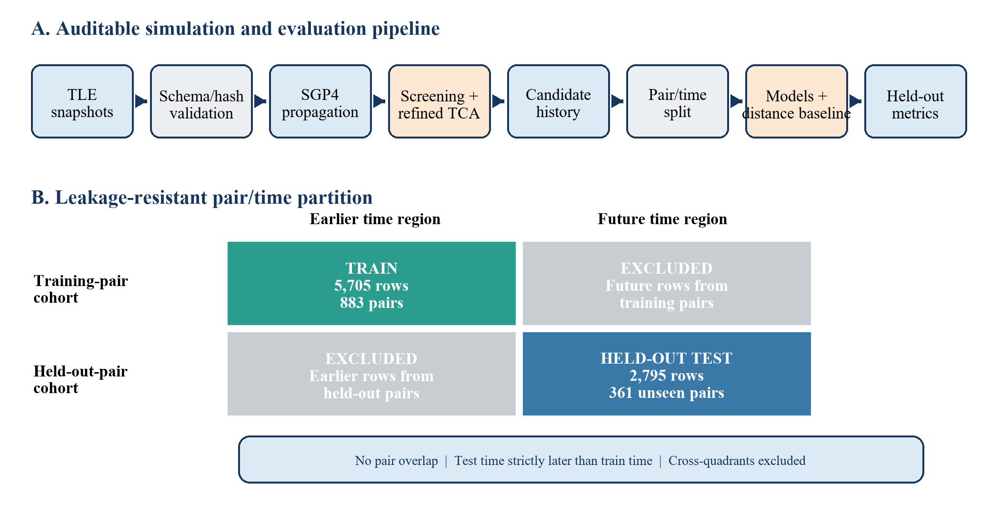 A. Auditable simulation and evaluation pipeline
TLE
snapshots
Schema/hash
validation
SGP4
propagation
Screening +
refined TCA
Candidate
history
Pair/time
split
Models +
distance baseline
Held-out
metrics
B. Leakage-resistant pair/time partition
Earlier time region
Future time region
Training-pair
cohort
TRAIN
5,705 rows
883 pairs
EXCLUDED
Future rows from
training pairs
Held-out-pair
cohort
EXCLUDED
Earlier rows from
held-out pairs
HELD-OUT TEST
2,795 rows
361 unseen pairs
No pair overlap | Test time strictly later than train time | Cross-quadrants excluded